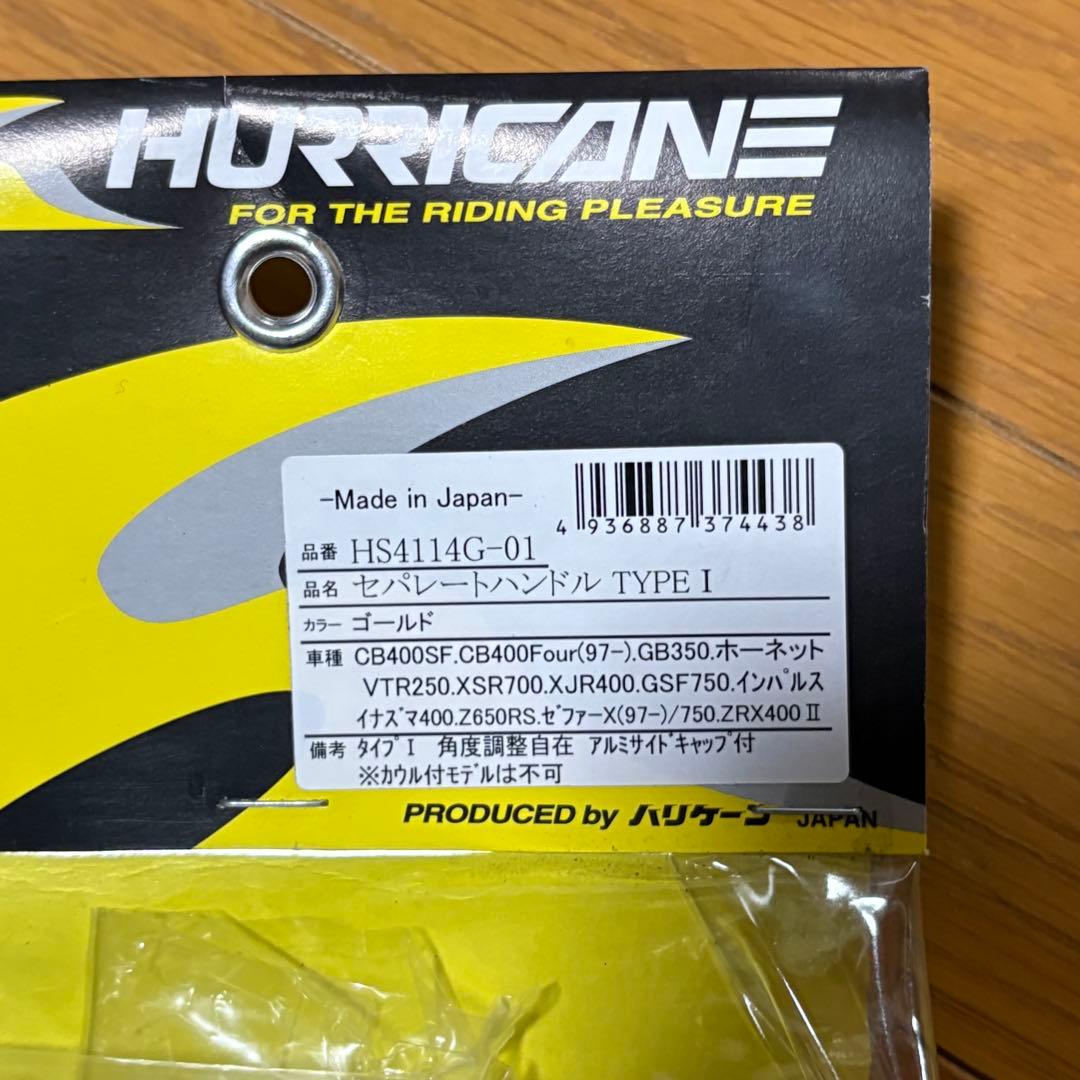 HURRICANE
FOR THE RIDING PLEASURE
-Made in Japan-
4 936887 374438
品番 HS4114G-01
品名 セパレートハンドル TYPE I
カラー ゴールド
車種 CB400SF.CB400Four(97-).GB350.ホーネット
VTR250.XSR700.XJR400.GSF750.インパルス
イナズマ400.Z650RS.ゼファーX(97-)/750.ZRX400Ⅱ
備考 タイプI 角度調整自在 アルミサイドキャップ付
※カウル付モデルは不可
PRODUCED by ハリケーン JAPAN